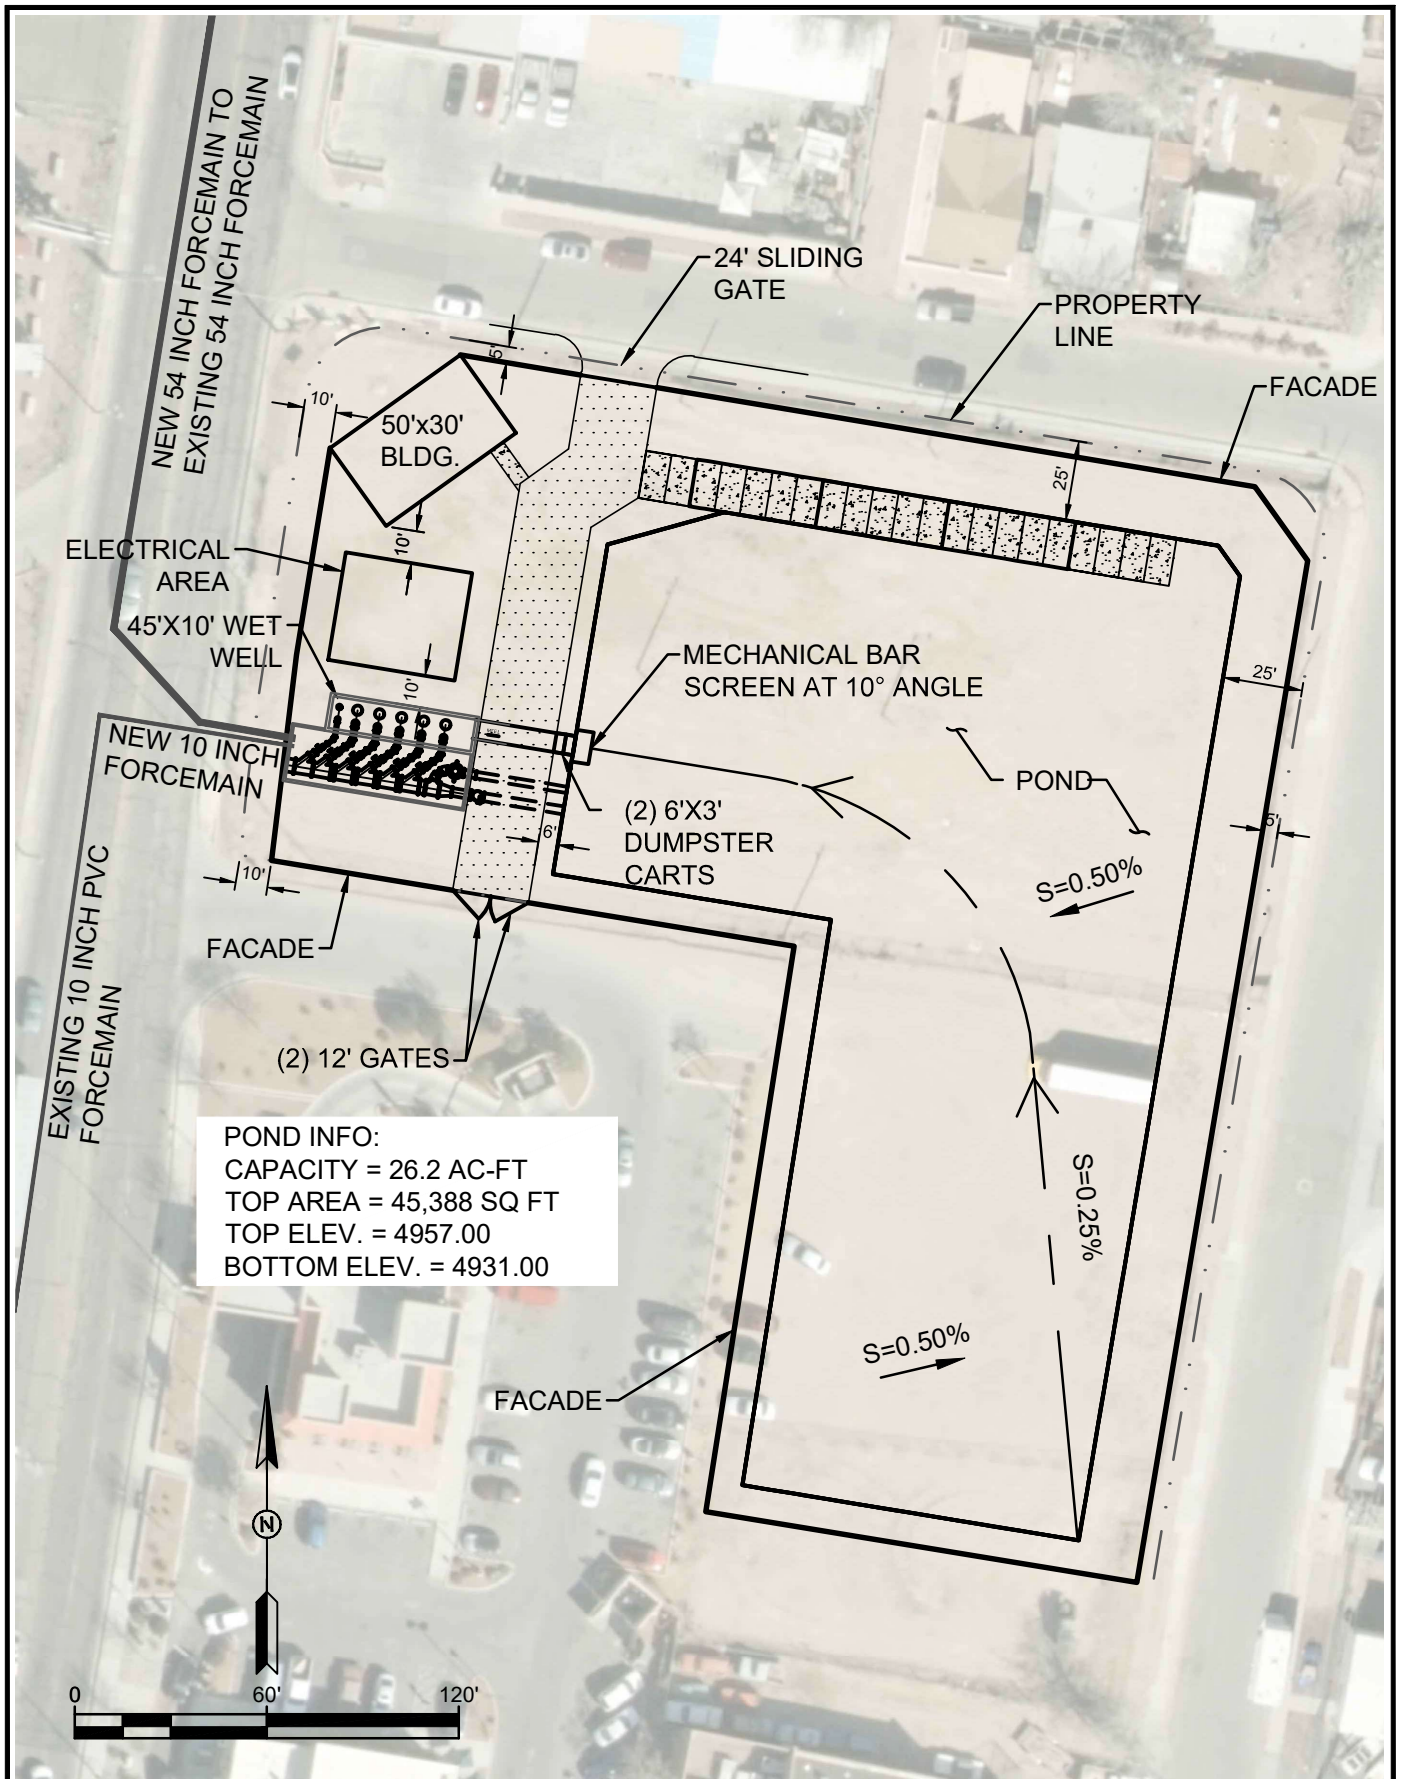 NEW 54 INCH FORCEMAIN TO
EXISTING 54 INCH FORCEMAIN
24' SLIDING
GATE
PROPERTY
LINE
FACADE
5'
10'
50'x30'
BLDG.
25'
10'
ELECTRICAL
AREA
45'X10' WET
WELL
MECHANICAL BAR
SCREEN AT 10° ANGLE
25'
10'
NEW 10 INCH
FORCEMAIN
POND
(2) 6'X3'
DUMPSTER
CARTS
6'
5'
S=0.50%
10'
FACADE
EXISTING 10 INCH PVC
FORCEMAIN
(2) 12' GATES
POND INFO:
CAPACITY = 26.2 AC-FT
TOP AREA = 45,388 SQ FT
TOP ELEV. = 4957.00
BOTTOM ELEV. = 4931.00
S=0.25%
S=0.50%
FACADE
N
0 60' 120'